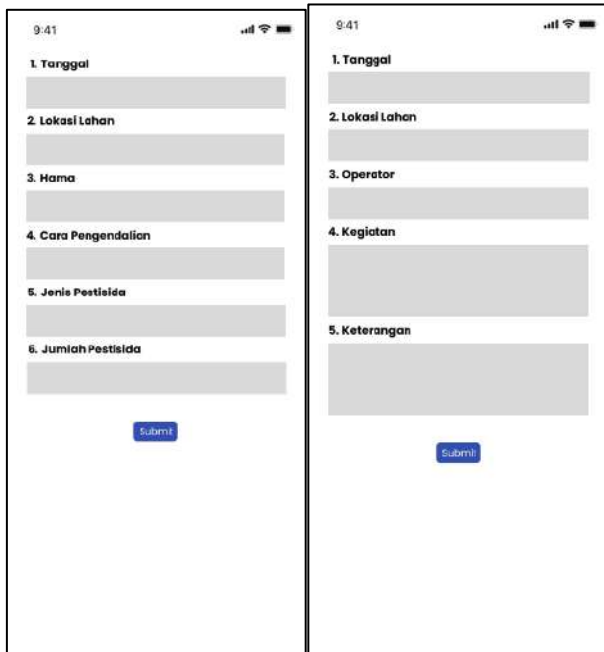 9:41
1. Tanggal
2. Lokasi Lahan
3. Hama
4. Cara Pengendalian
5. Jenis Pestisida
6. Jumlah Pestisida
Submit
9:41
1. Tanggal
2. Lokasi Lahan
3. Operator
4. Kegiatan
5. Keterangan
Submit